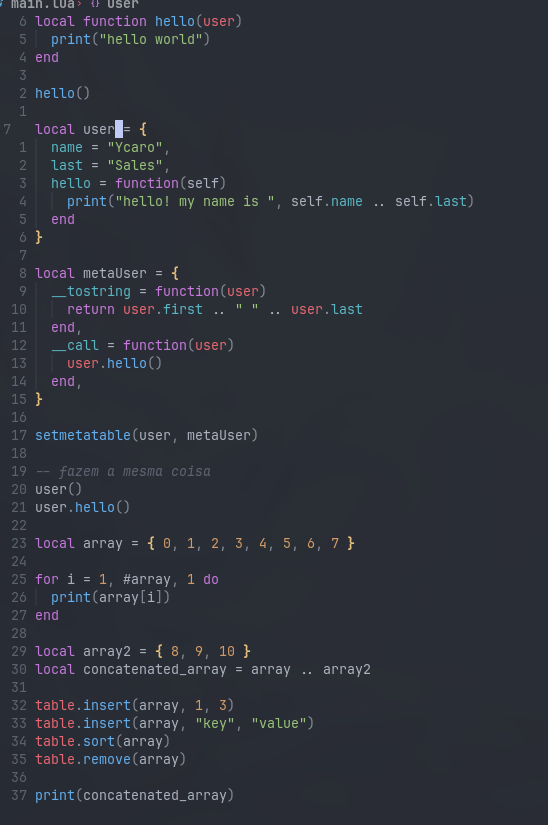 main.lua › {} user
6 local function hello(user)
5 print("hello world")
4 end
3
2 hello()
1
7 local user = {
1 name = "Ycaro",
2 last = "Sales",
3 hello = function(self)
4 print("hello! my name is ", self.name .. self.last)
5 end
6 }
7
8 local metaUser = {
9 __tostring = function(user)
10 return user.first .. " " .. user.last
11 end,
12 __call = function(user)
13 user.hello()
14 end,
15 }
16
17 setmetatable(user, metaUser)
18
19 -- fazem a mesma coisa
20 user()
21 user.hello()
22
23 local array = { 0, 1, 2, 3, 4, 5, 6, 7 }
24
25 for i = 1, #array, 1 do
26 print(array[i])
27 end
28
29 local array2 = { 8, 9, 10 }
30 local concatenated_array = array .. array2
31
32 table.insert(array, 1, 3)
33 table.insert(array, "key", "value")
34 table.sort(array)
35 table.remove(array)
36
37 print(concatenated_array)